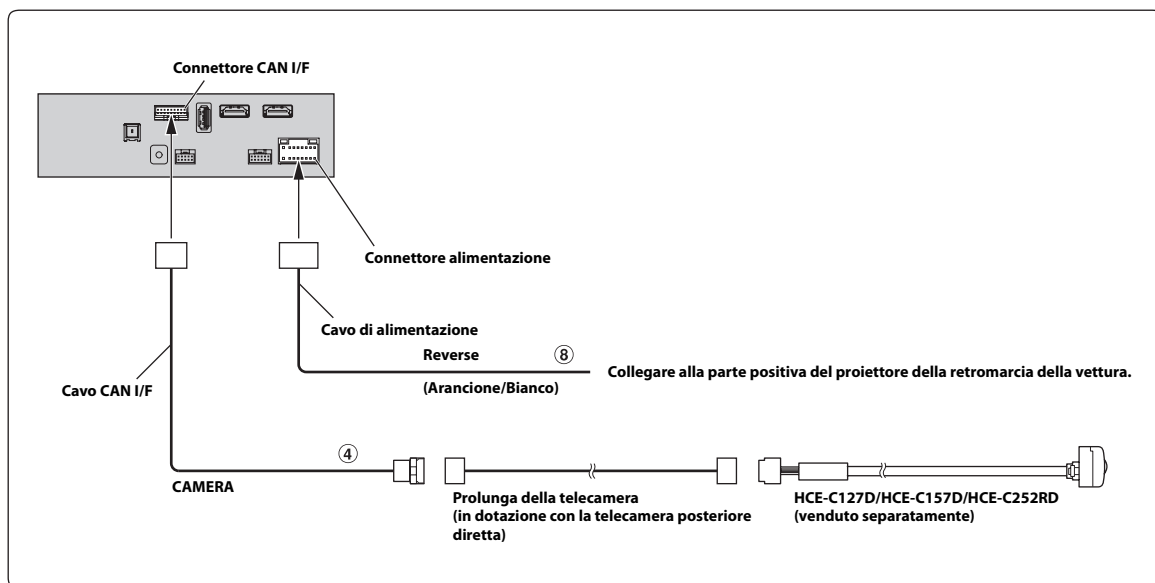 Connettore CAN I/F
Connettore alimentazione
Cavo di alimentazione
Reverse
⑧
(Arancione/Bianco)
Collegare alla parte positiva del proiettore della retromarcia della vettura.
Cavo CAN I/F
④
CAMERA
Prolunga della telecamera
(in dotazione con la telecamera posteriore
diretta)
HCE-C127D/HCE-C157D/HCE-C252RD
(venduto separatamente)